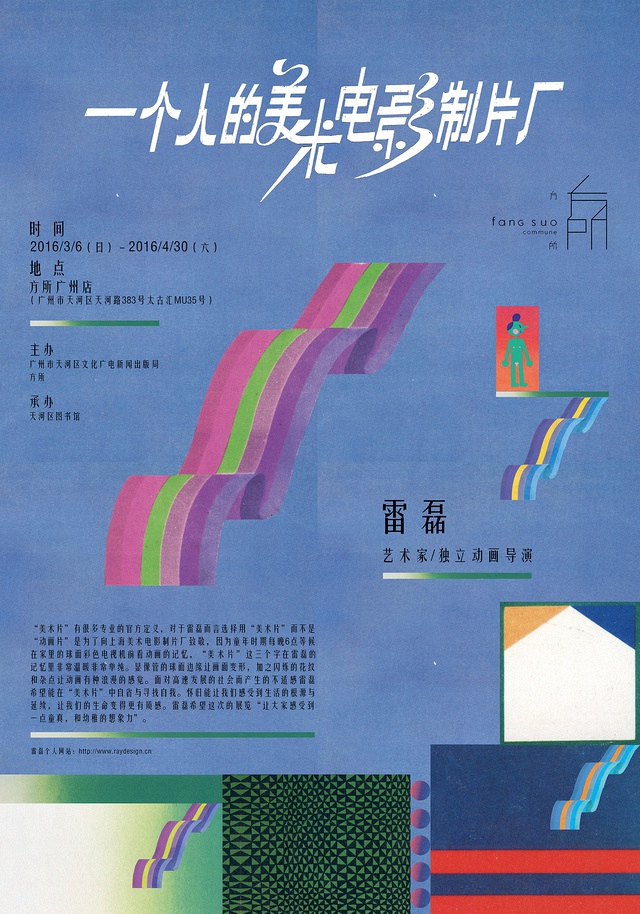 一个人的美术电影制片厂
方
fang suo
commune
所
方所
时间
2016/3/6（日）-2016/4/30（六）
地点
方所广州店
（广州市天河区天河路383号太古汇MU35号）
主办
广州市天河区文化广电新闻出版局
方所
承办
天河区图书馆
雷磊
艺术家/独立动画导演
“美术片”有很多专业的官方定义，对于雷磊而言选择用“美术片”而不是
“动画片”是为了向上海美术电影制片厂致敬，因为童年时期每晚6点等候
在家里的球面彩色电视机前看动画的记忆，“美术片”这三个字在雷磊的
记忆里非常温暖非常单纯。显像管的球面边缘让画面变形，加之闪烁的花纹
和杂点让动画有种浪漫的感觉。面对高速发展的社会而产生的不适感雷磊
希望能在“美术片”中自省与寻找自我。怀旧能让我们感受到生活的根源与
延续，让我们的生命变得更有质感。雷磊希望这次的展览“让大家感受到
一点童真，和幼稚的想象力”。
雷磊个人网站：http://www.raydesign.cn